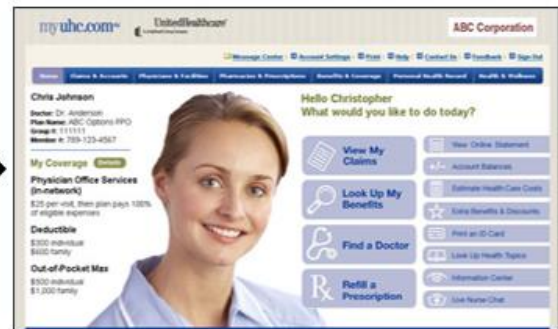 myuhc.com
UnitedHealthcare
ABC Corporation
Message Center Account Settings Print Help Contact Us Feedback Sign Out
Home Claims & Accounts Physicians & Facilities Pharmacies & Prescriptions Benefits & Coverage Personal Health Record Health & Wellness
Chris Johnson
Doctor: Dr. Anderson
Plan Name: ABC Options PPO
Group #: 111111
Member #: 789-123-4567
My Coverage Details
Physician Office Services
(in-network)
$25 per visit, then plan pays 100%
of eligible expenses
Deductible
$300 individual
$600 family
Out-of-Pocket Max
$500 individual
$1,000 family
Hello Christopher
What would you like to do today?
View My
Claims
Look Up My
Benefits
Find a Doctor
Refill a
Prescription
View Online Statement
Account Balances
Estimate Health Care Costs
Extra Benefits & Discounts
Print an ID Card
Look Up Health Topics
Information Center
Live Nurse Chat